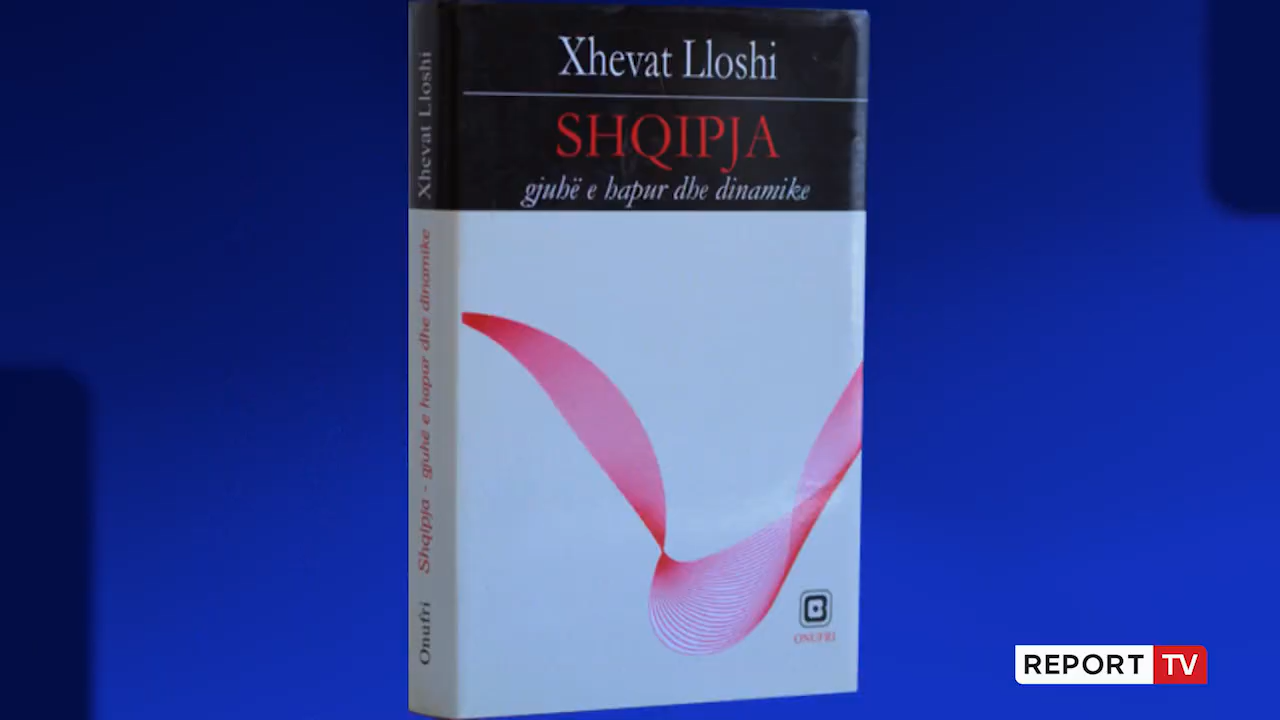 Xhevat Lloshi
SHQIPJA
gjuhë e hapur dhe dinamike
Xhevat Lloshi
Shqipja - gjuhë e hapur dhe dinamike
Onufri
ONUFRI
REPORT TV